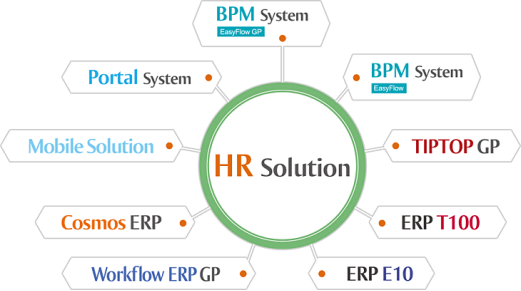 BPM System
EasyFlow GP
BPM System
EasyFlow
Portal System
Mobile Solution
TIPTOP GP
HR Solution
Cosmos ERP
ERP T100
Workflow ERP GP
ERP E10